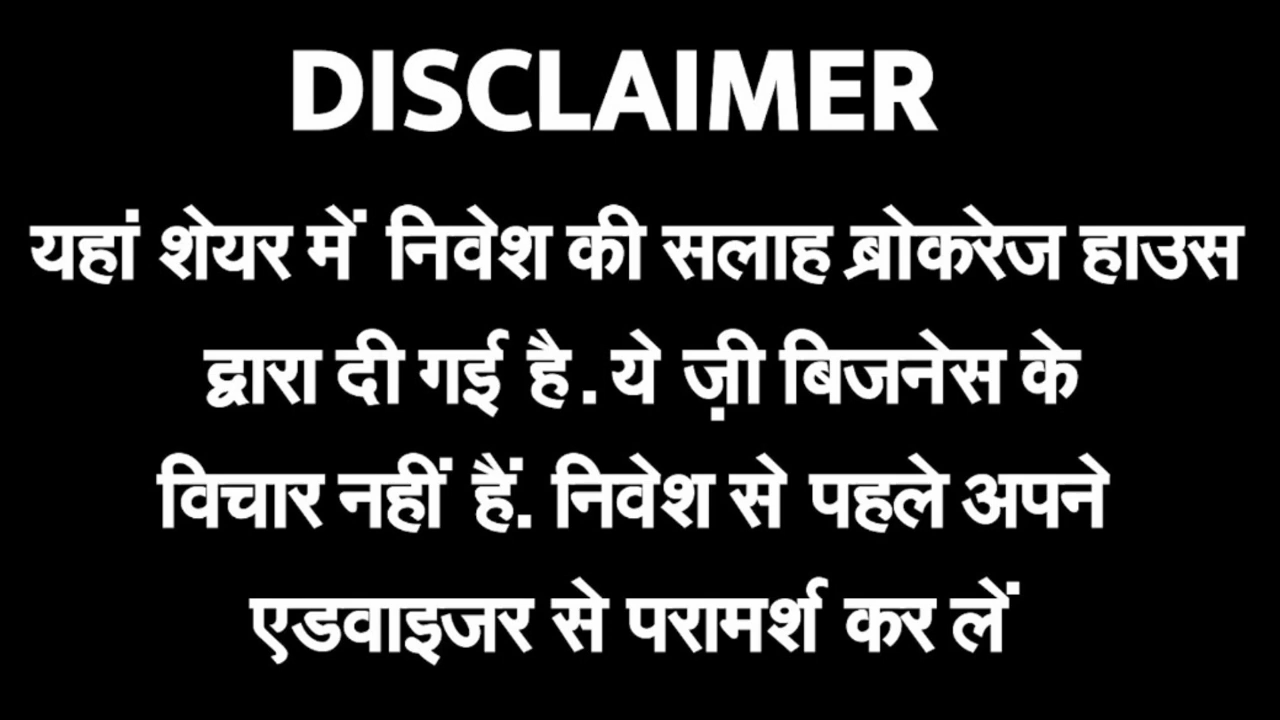 DISCLAIMER
यहां शेयर में निवेश की सलाह ब्रोकरेज हाउस
द्वारा दी गई है. ये ज़ी बिजनेस के
विचार नहीं हैं. निवेश से पहले अपने
एडवाइजर से परामर्श कर लें